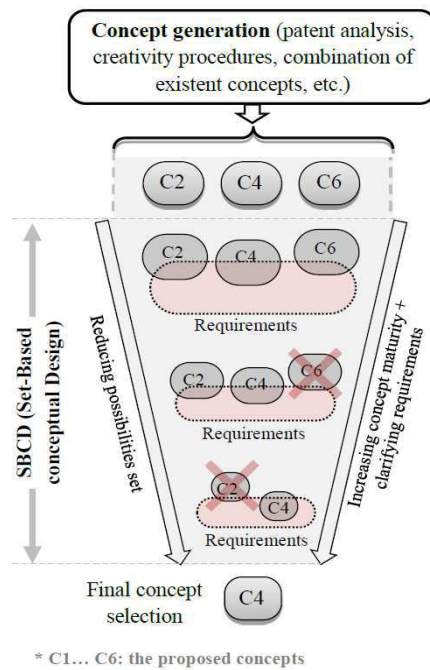 Concept generation (patent analysis,
creativity procedures, combination of
existent concepts, etc.)
C2 C4 C6
C2 C4 C6
Requirements
C2 C4 C6
Requirements
C2 C4
Requirements
SBCD (Set-Based
conceptual Design)
Reducing possibilities set
Increasing concept maturity +
clarifying requirements
Final concept
selection
C4
* C1... C6: the proposed concepts